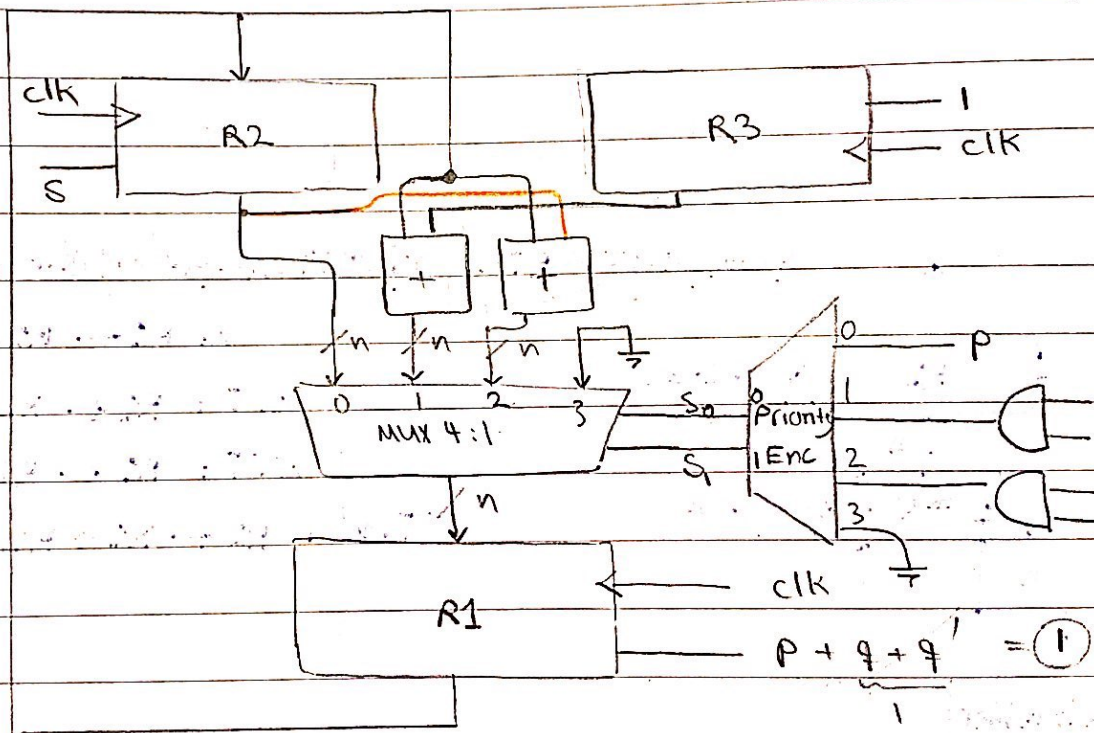 clk
R2
S
R3
1
clk
+
+
n
n
n
0
1
2
3
MUX 4:1
S0
S1
0
1
Priority
Enc
0
P
1
2
3
n
R1
clk
P + q + q' = 1
1